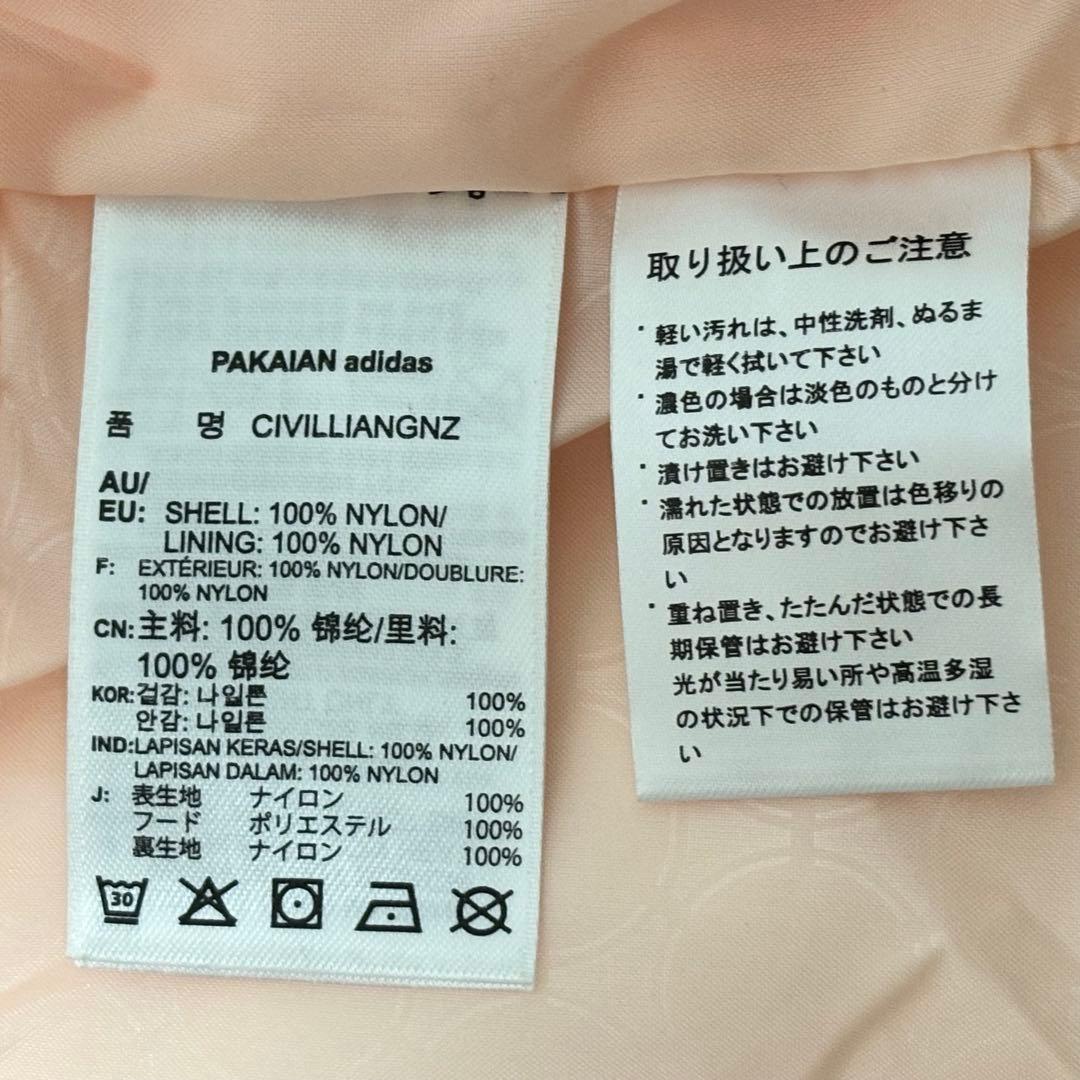 PAKAIAN adidas
품 명 CIVILLIANGNZ
AU/
EU: SHELL: 100% NYLON/
LINING: 100% NYLON
F: EXTÉRIEUR: 100% NYLON/DOUBLURE:
100% NYLON
CN: 主料: 100% 锦纶/里料:
100% 锦纶
KOR: 겉감: 나일론 100%
안감: 나일론 100%
IND: LAPISAN KERAS/SHELL: 100% NYLON/
LAPISAN DALAM: 100% NYLON
J: 表生地 ナイロン 100%
フード ポリエステル 100%
裏生地 ナイロン 100%
30
取り扱い上のご注意
・軽い汚れは、中性洗剤、ぬるま
湯で軽く拭いて下さい
・濃色の場合は淡色のものと分け
てお洗い下さい
・漬け置きはお避け下さい
・濡れた状態での放置は色移りの
原因となりますのでお避け下さ
い
・重ね置き、たたんだ状態での長
期保管はお避け下さい
光が当たり易い所や高温多湿
の状況下での保管はお避け下さ
い